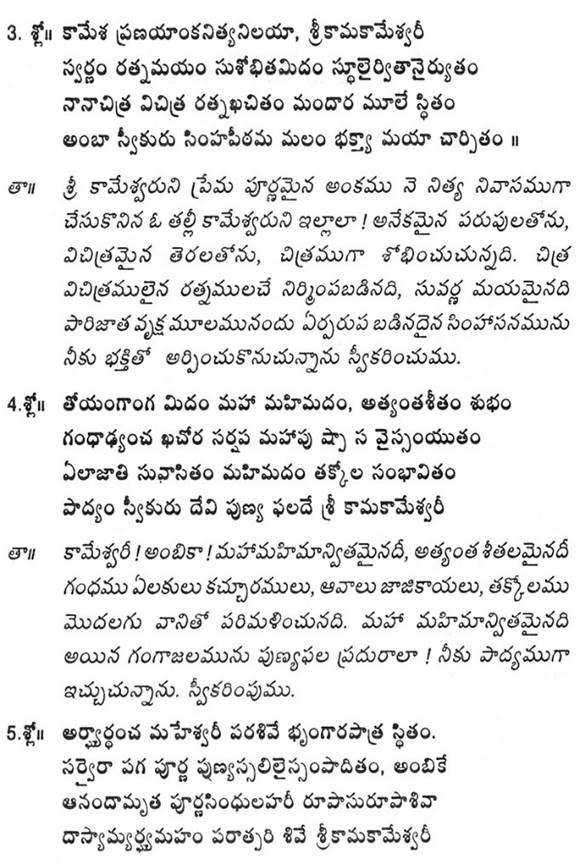 3. శ్లో॥ కామేశ ప్రణయాంకనిత్యనిలయా, శ్రీకామకామేశ్వరీ
స్వర్ణం రత్నమయం సుశోభితమిదం స్థూలైర్వితానైర్యుతం
నానాచిత్ర విచిత్ర రత్నఖచితం మందార మూలే స్థితం
అంబా స్వీకురు సింహపీఠమ మలం భక్త్యా మయా చార్పితం ॥
తా॥ శ్రీ కామేశ్వరుని ప్రేమ పూర్ణమైన అంకము నె నిత్య నివాసముగా
చేసుకొనిన ఓ తల్లీ కామేశ్వరుని ఇల్లాలా ! అనేకమైన పరుపులతోను,
విచిత్రమైన తెరలతోను, చిత్రముగా శోభించుచున్నది. చిత్ర
విచిత్రములైన రత్నములచే నిర్మింపబడినది, సువర్ణ మయమైనది
పారిజాత వృక్ష మూలమునందు ఏర్పరుప బడినదైన సింహాసనమును
నీకు భక్తితో అర్పించుకొనుచున్నాను స్వీకరించుము.
4.శ్లో॥ తోయంగాంగ మిదం మహా మహిమదం, అత్యంతశీతం శుభం
గంధాఢ్యంచ ఖచోర సర్షప మహాపు ష్పా స వైస్సంయుతం
ఏలాజాతి సువాసితం మహిమదం తక్కోల సంభావితం
పాద్యం స్వీకురు దేవి పుణ్య ఫలదే శ్రీ కామకామేశ్వరీ
తా॥ కామేశ్వరీ ! అంబికా ! మహామహిమాన్వితమైనదీ, అత్యంత శీతలమైనదీ
గంధము ఏలకులు కచ్చూరములు, ఆవాలు జాజికాయలు, తక్కోలము
మొదలగు వానితో పరిమళించునది. మహా మహిమాన్వితమైనది
అయిన గంగాజలమును పుణ్యఫల ప్రదురాలా ! నీకు పాద్యముగా
ఇచ్చుచున్నాను. స్వీకరింపుము.
5.శ్లో॥ అర్ఘ్యార్థంచ మహేశ్వరీ పరశివే భృంగారపాత్ర స్థితం.
సర్వైరా పగ పూర్ణ పుణ్యస్సలిలైస్సంపాదితం, అంబికే
ఆనందామృత పూర్ణసింధులహరీ రూపాసురూపాశివా
దాస్యామ్యర్ఘ్యమహం పరాత్పరి శివే శ్రీకామకామేశ్వరీ